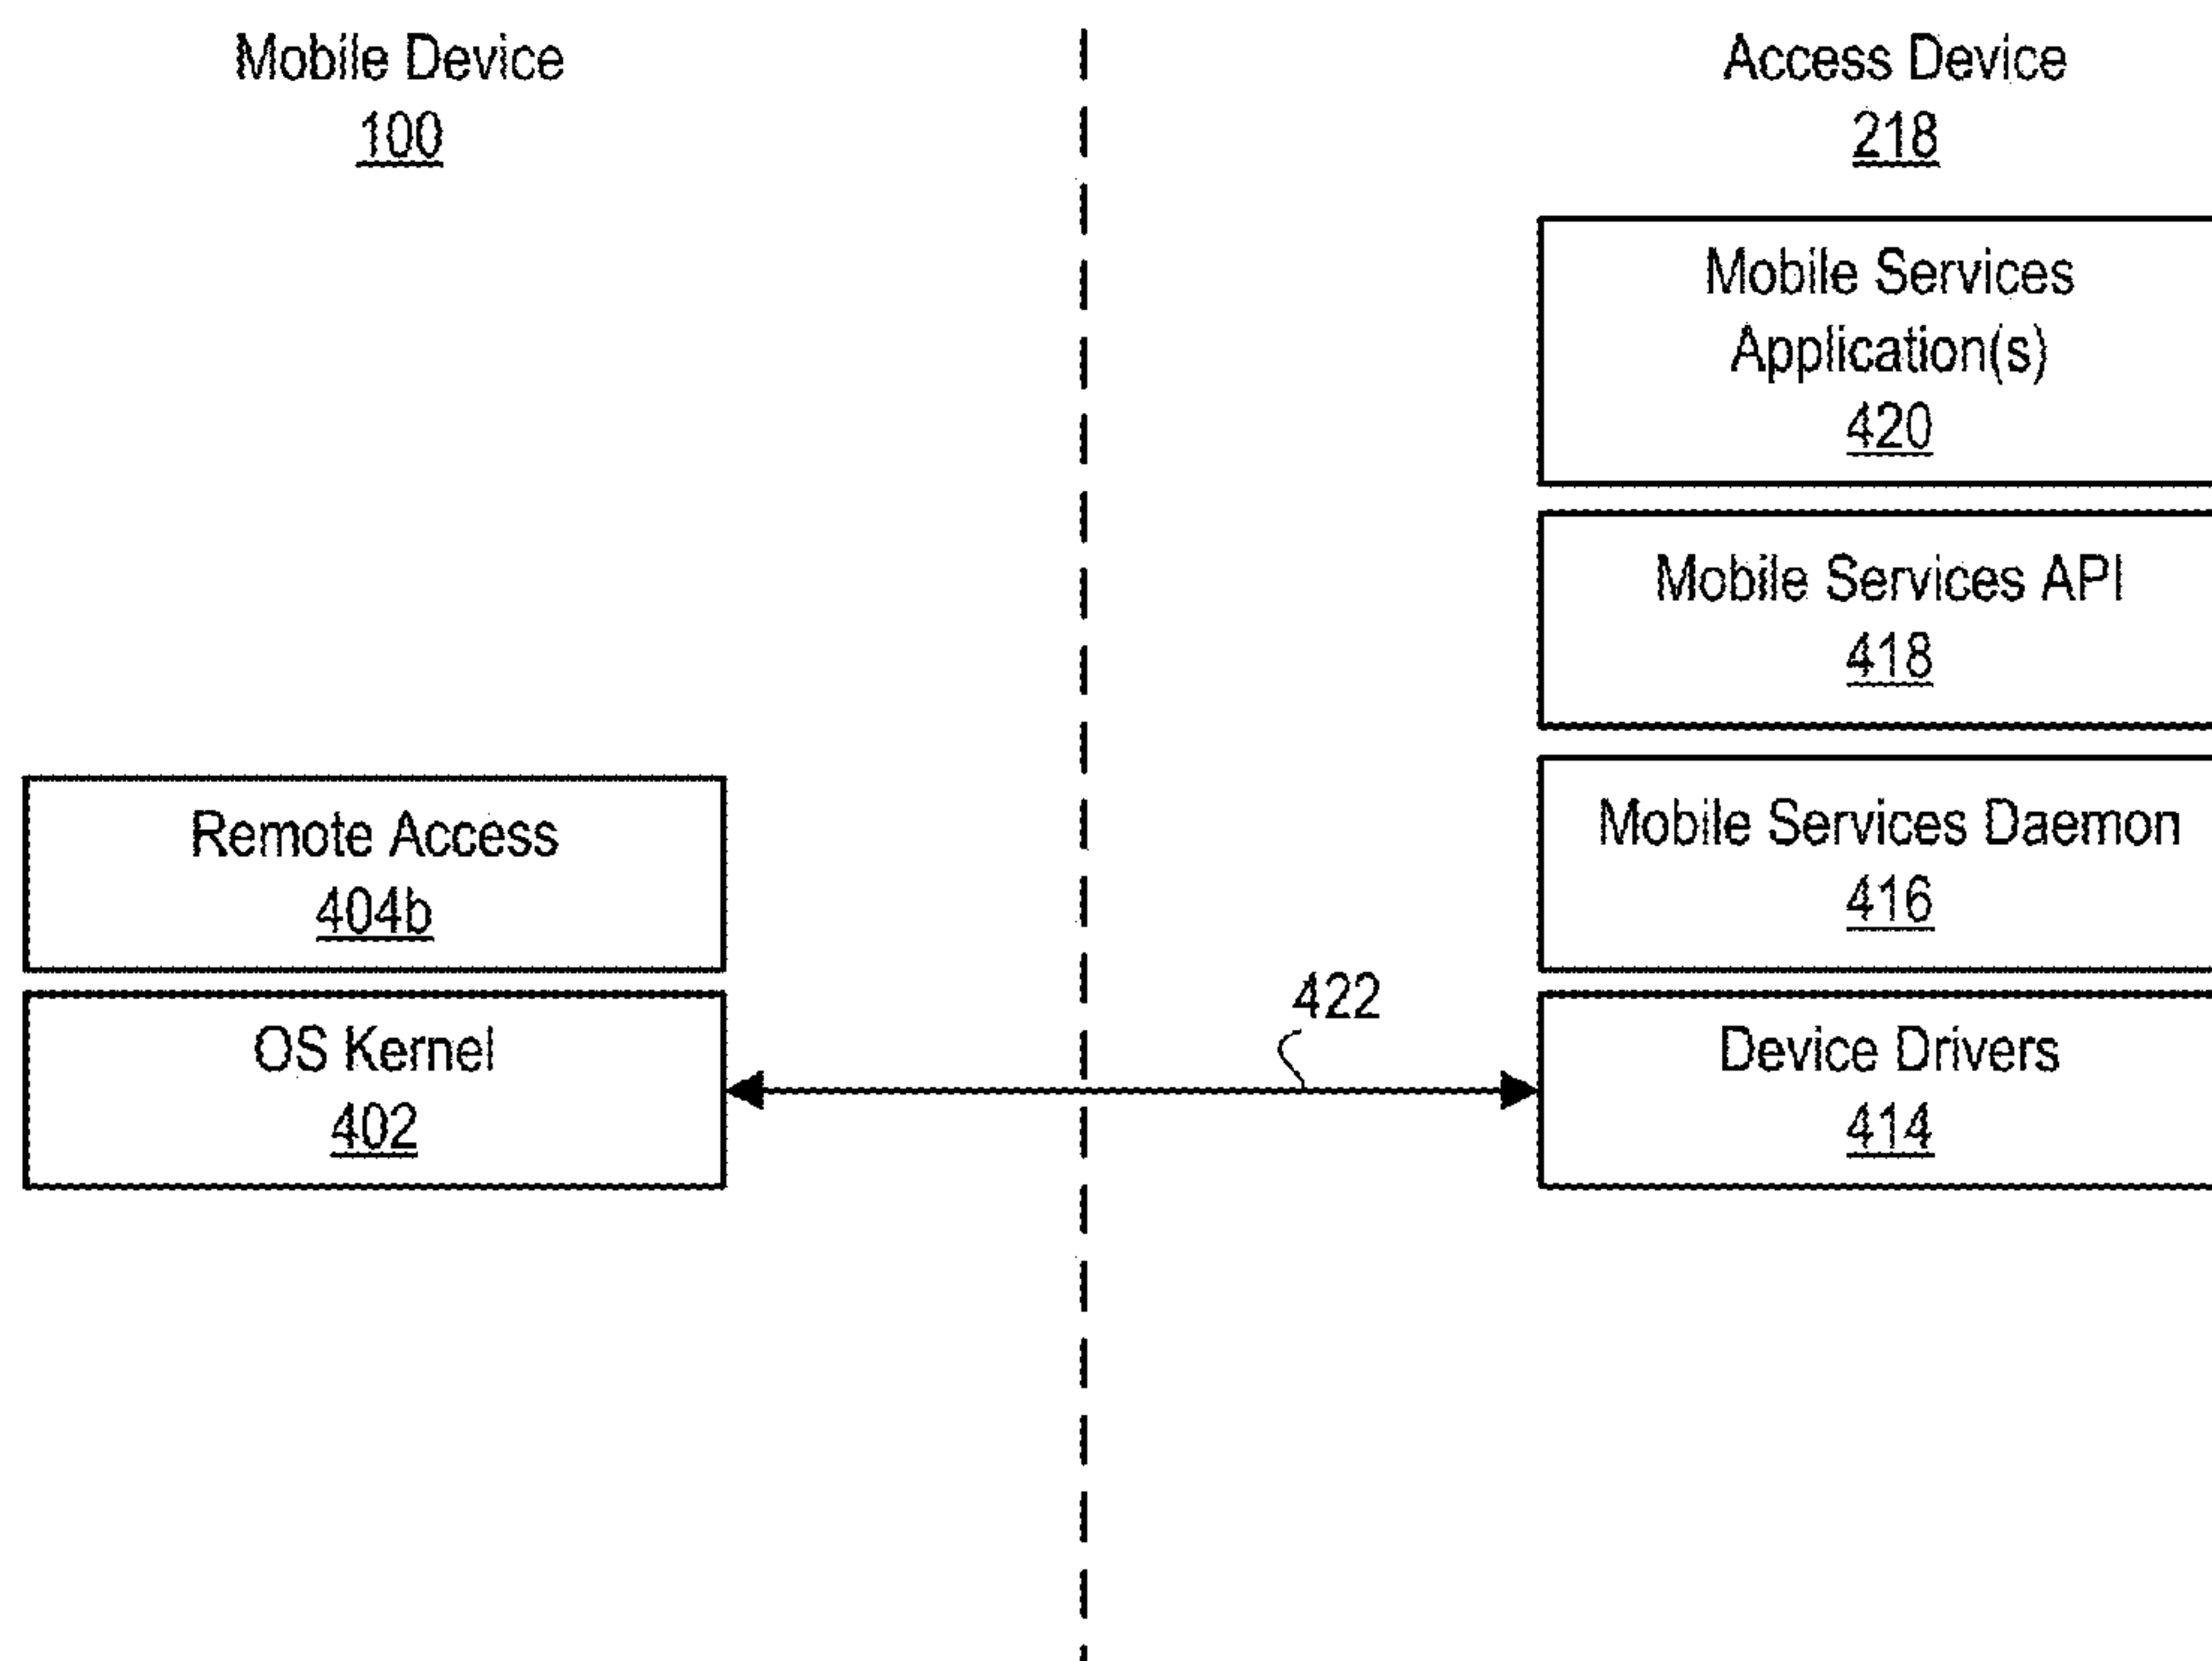 Mobile Device
100
Access Device
218
Mobile Services
Application(s)
420
Mobile Services API
418
Remote Access
404b
Mobile Services Daemon
416
OS Kernel
402
422
Device Drivers
414